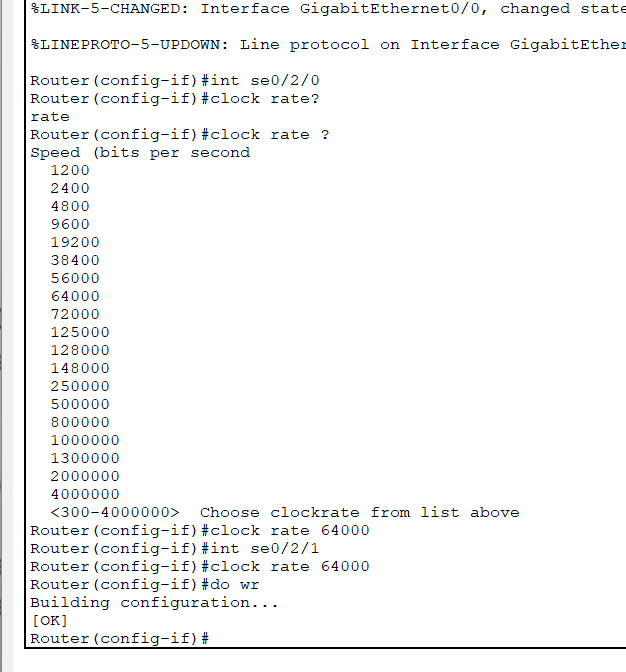 %LINK-5-CHANGED: Interface GigabitEthernet0/0, changed state
%LINEPROTO-5-UPDOWN: Line protocol on Interface GigabitEther
Router(config-if)#int se0/2/0
Router(config-if)#clock rate?
rate
Router(config-if)#clock rate ?
Speed (bits per second
1200
2400
4800
9600
19200
38400
56000
64000
72000
125000
128000
148000
250000
500000
800000
1000000
1300000
2000000
4000000
<300-4000000>  Choose clockrate from list above
Router(config-if)#clock rate 64000
Router(config-if)#int se0/2/1
Router(config-if)#clock rate 64000
Router(config-if)#do wr
Building configuration...
[OK]
Router(config-if)#